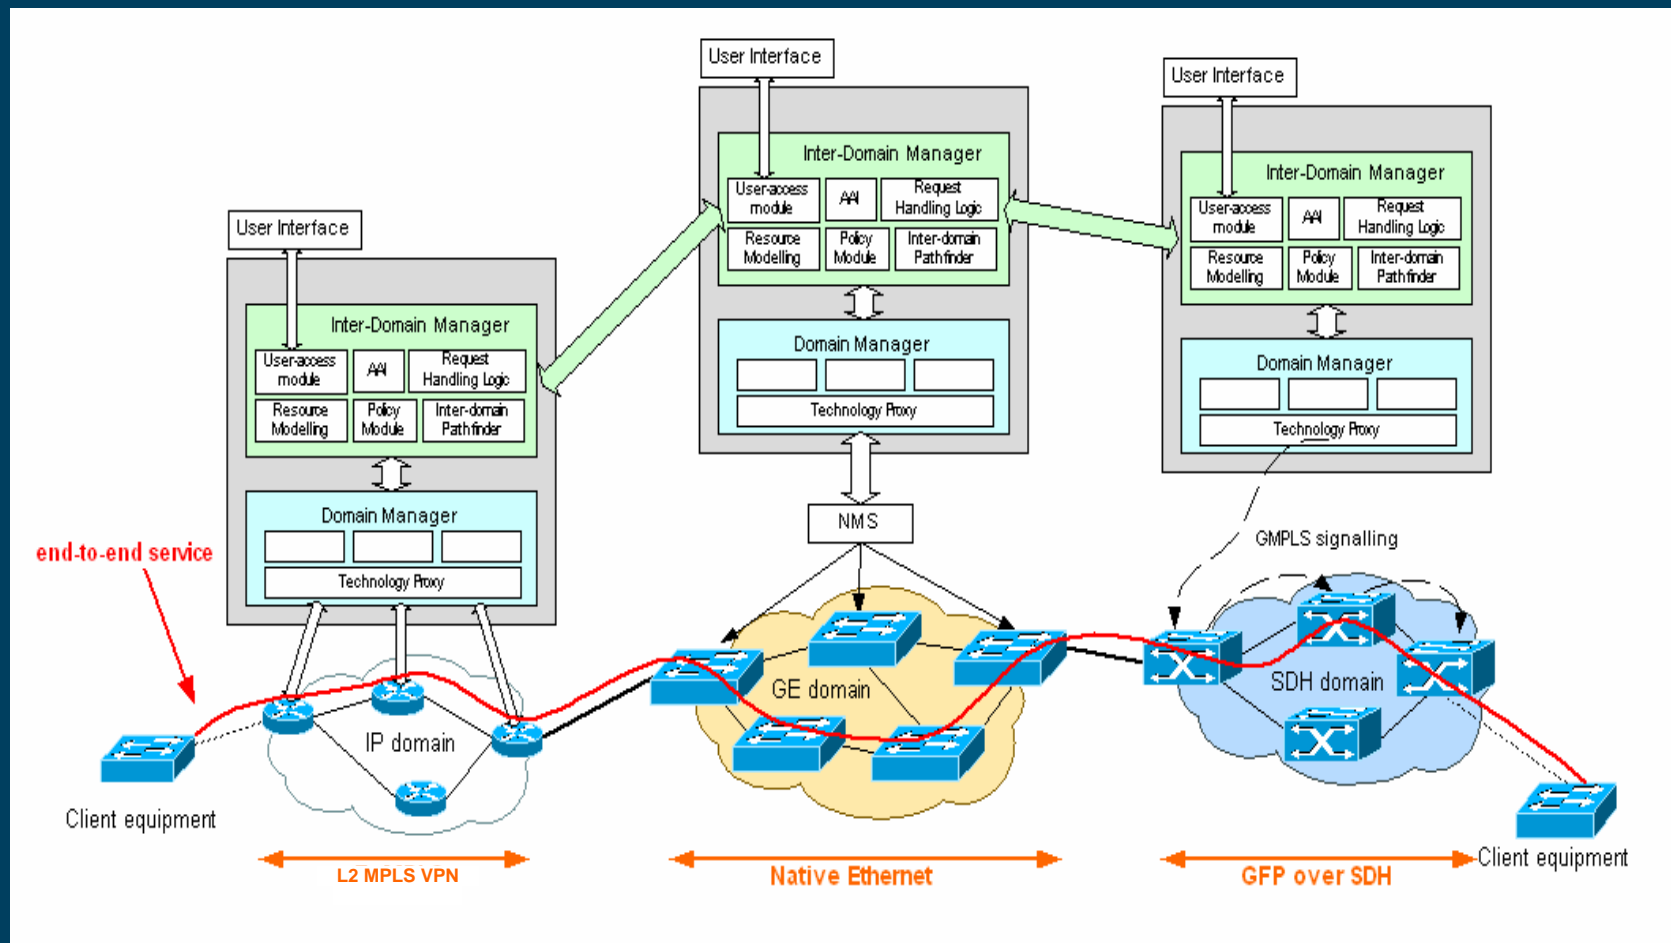 User Interface
Inter-Domain Manager
User-access
module
AAI
Request
Handling Logic
Resource
Modelling
Policy
Module
Inter-domain
Pathfinder
Domain Manager
Technology Proxy
NMS
User Interface
Inter-Domain Manager
User-access
module
AAI
Request
Handling Logic
Resource
Modelling
Policy
Module
Inter-domain
Pathfinder
Domain Manager
Technology Proxy
GMPLS signalling
User Interface
Inter-Domain Manager
User-access
module
AAI
Request
Handling Logic
Resource
Modelling
Policy
Module
Inter-domain
Pathfinder
Domain Manager
Technology Proxy
end-to-end service
IP domain
GE domain
SDH domain
Client equipment
Client equipment
L2 MPLS VPN
Native Ethernet
GFP over SDH